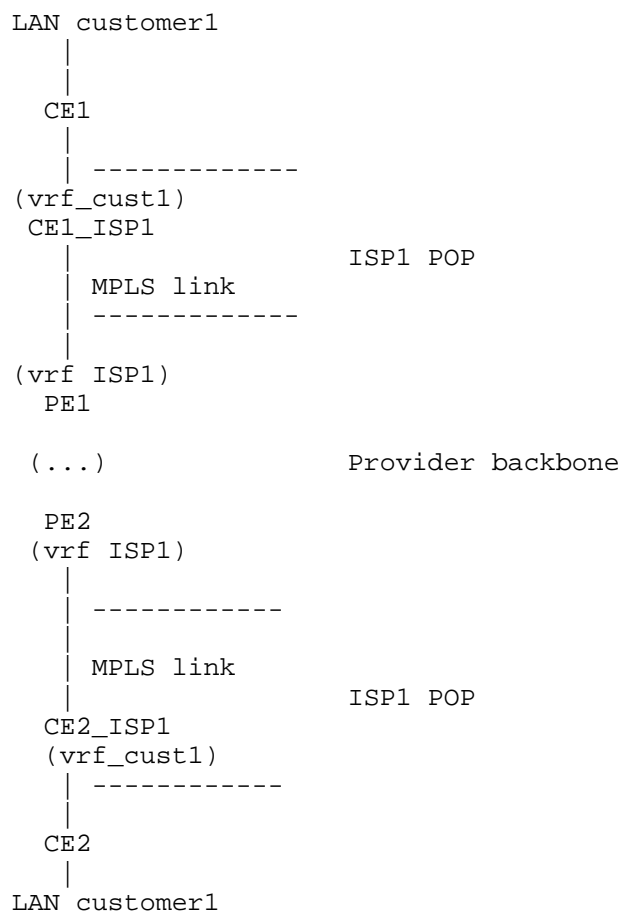 LAN customer1
|
|
CE1
|
| -------------
(vrf_cust1)
CE1_ISP1
| ISP1 POP
| MPLS link
| -------------
|
(vrf ISP1)
PE1
(...) Provider backbone
PE2
(vrf ISP1)
|
| ------------
|
| MPLS link
| ISP1 POP
CE2_ISP1
(vrf_cust1)
| ------------
|
CE2
|
LAN customer1